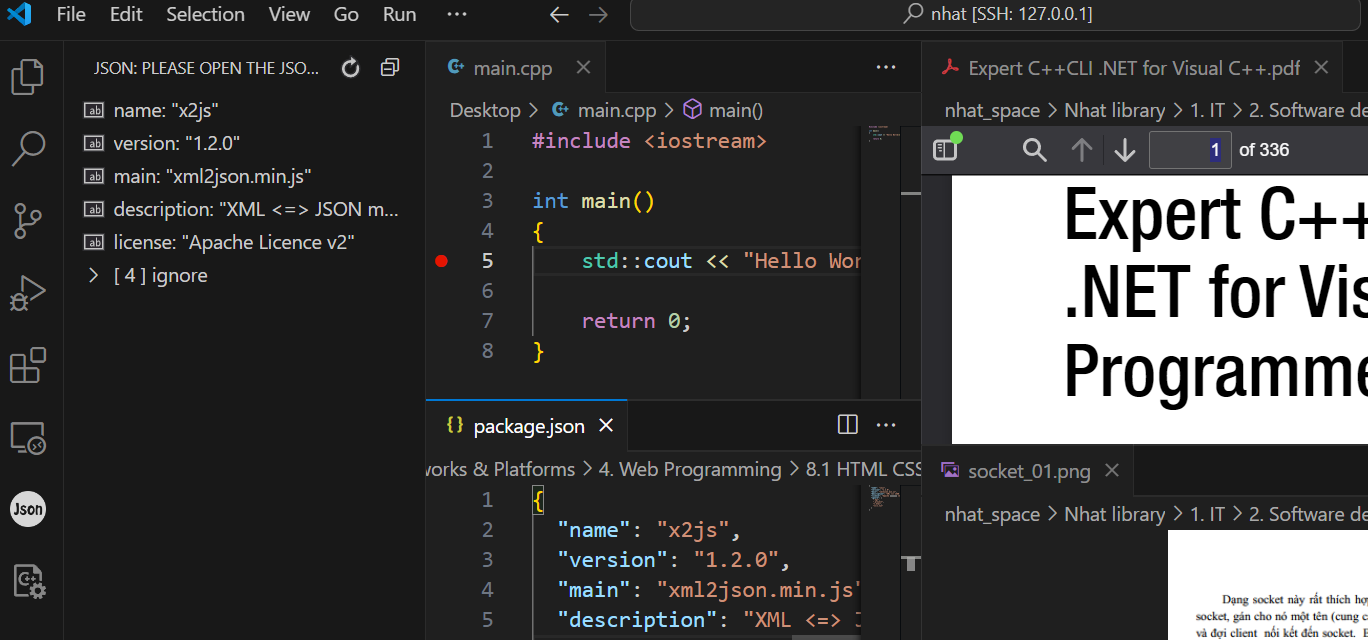 File Edit Selection View Go Run ···
nhat [SSH: 127.0.0.1]
JSON: PLEASE OPEN THE JSO...
name: "x2js"
version: "1.2.0"
main: "xml2json.min.js"
description: "XML <=> JSON m...
license: "Apache Licence v2"
[ 4 ] ignore
Json
main.cpp
Desktop > main.cpp > main()
1 #include <iostream>
2
3 int main()
4 {
5 std::cout << "Hello Wor
6
7 return 0;
8 }
package.json
works & Platforms > 4. Web Programming > 8.1 HTML CSS
1 {
2 "name": "x2js",
3 "version": "1.2.0",
4 "main": "xml2json.min.js"
5 "description": "XML <=> J
Expert C++CLI .NET for Visual C++.pdf
nhat_space > Nhat library > 1. IT > 2. Software de
1 of 336
Expert C++
.NET for Vis
Programme
socket_01.png
nhat_space > Nhat library > 1. IT > 2. Software de
Dạng socket này rất thích hợp
socket, gán cho nó một tên (cung c
và đợi client nối kết đến socket.